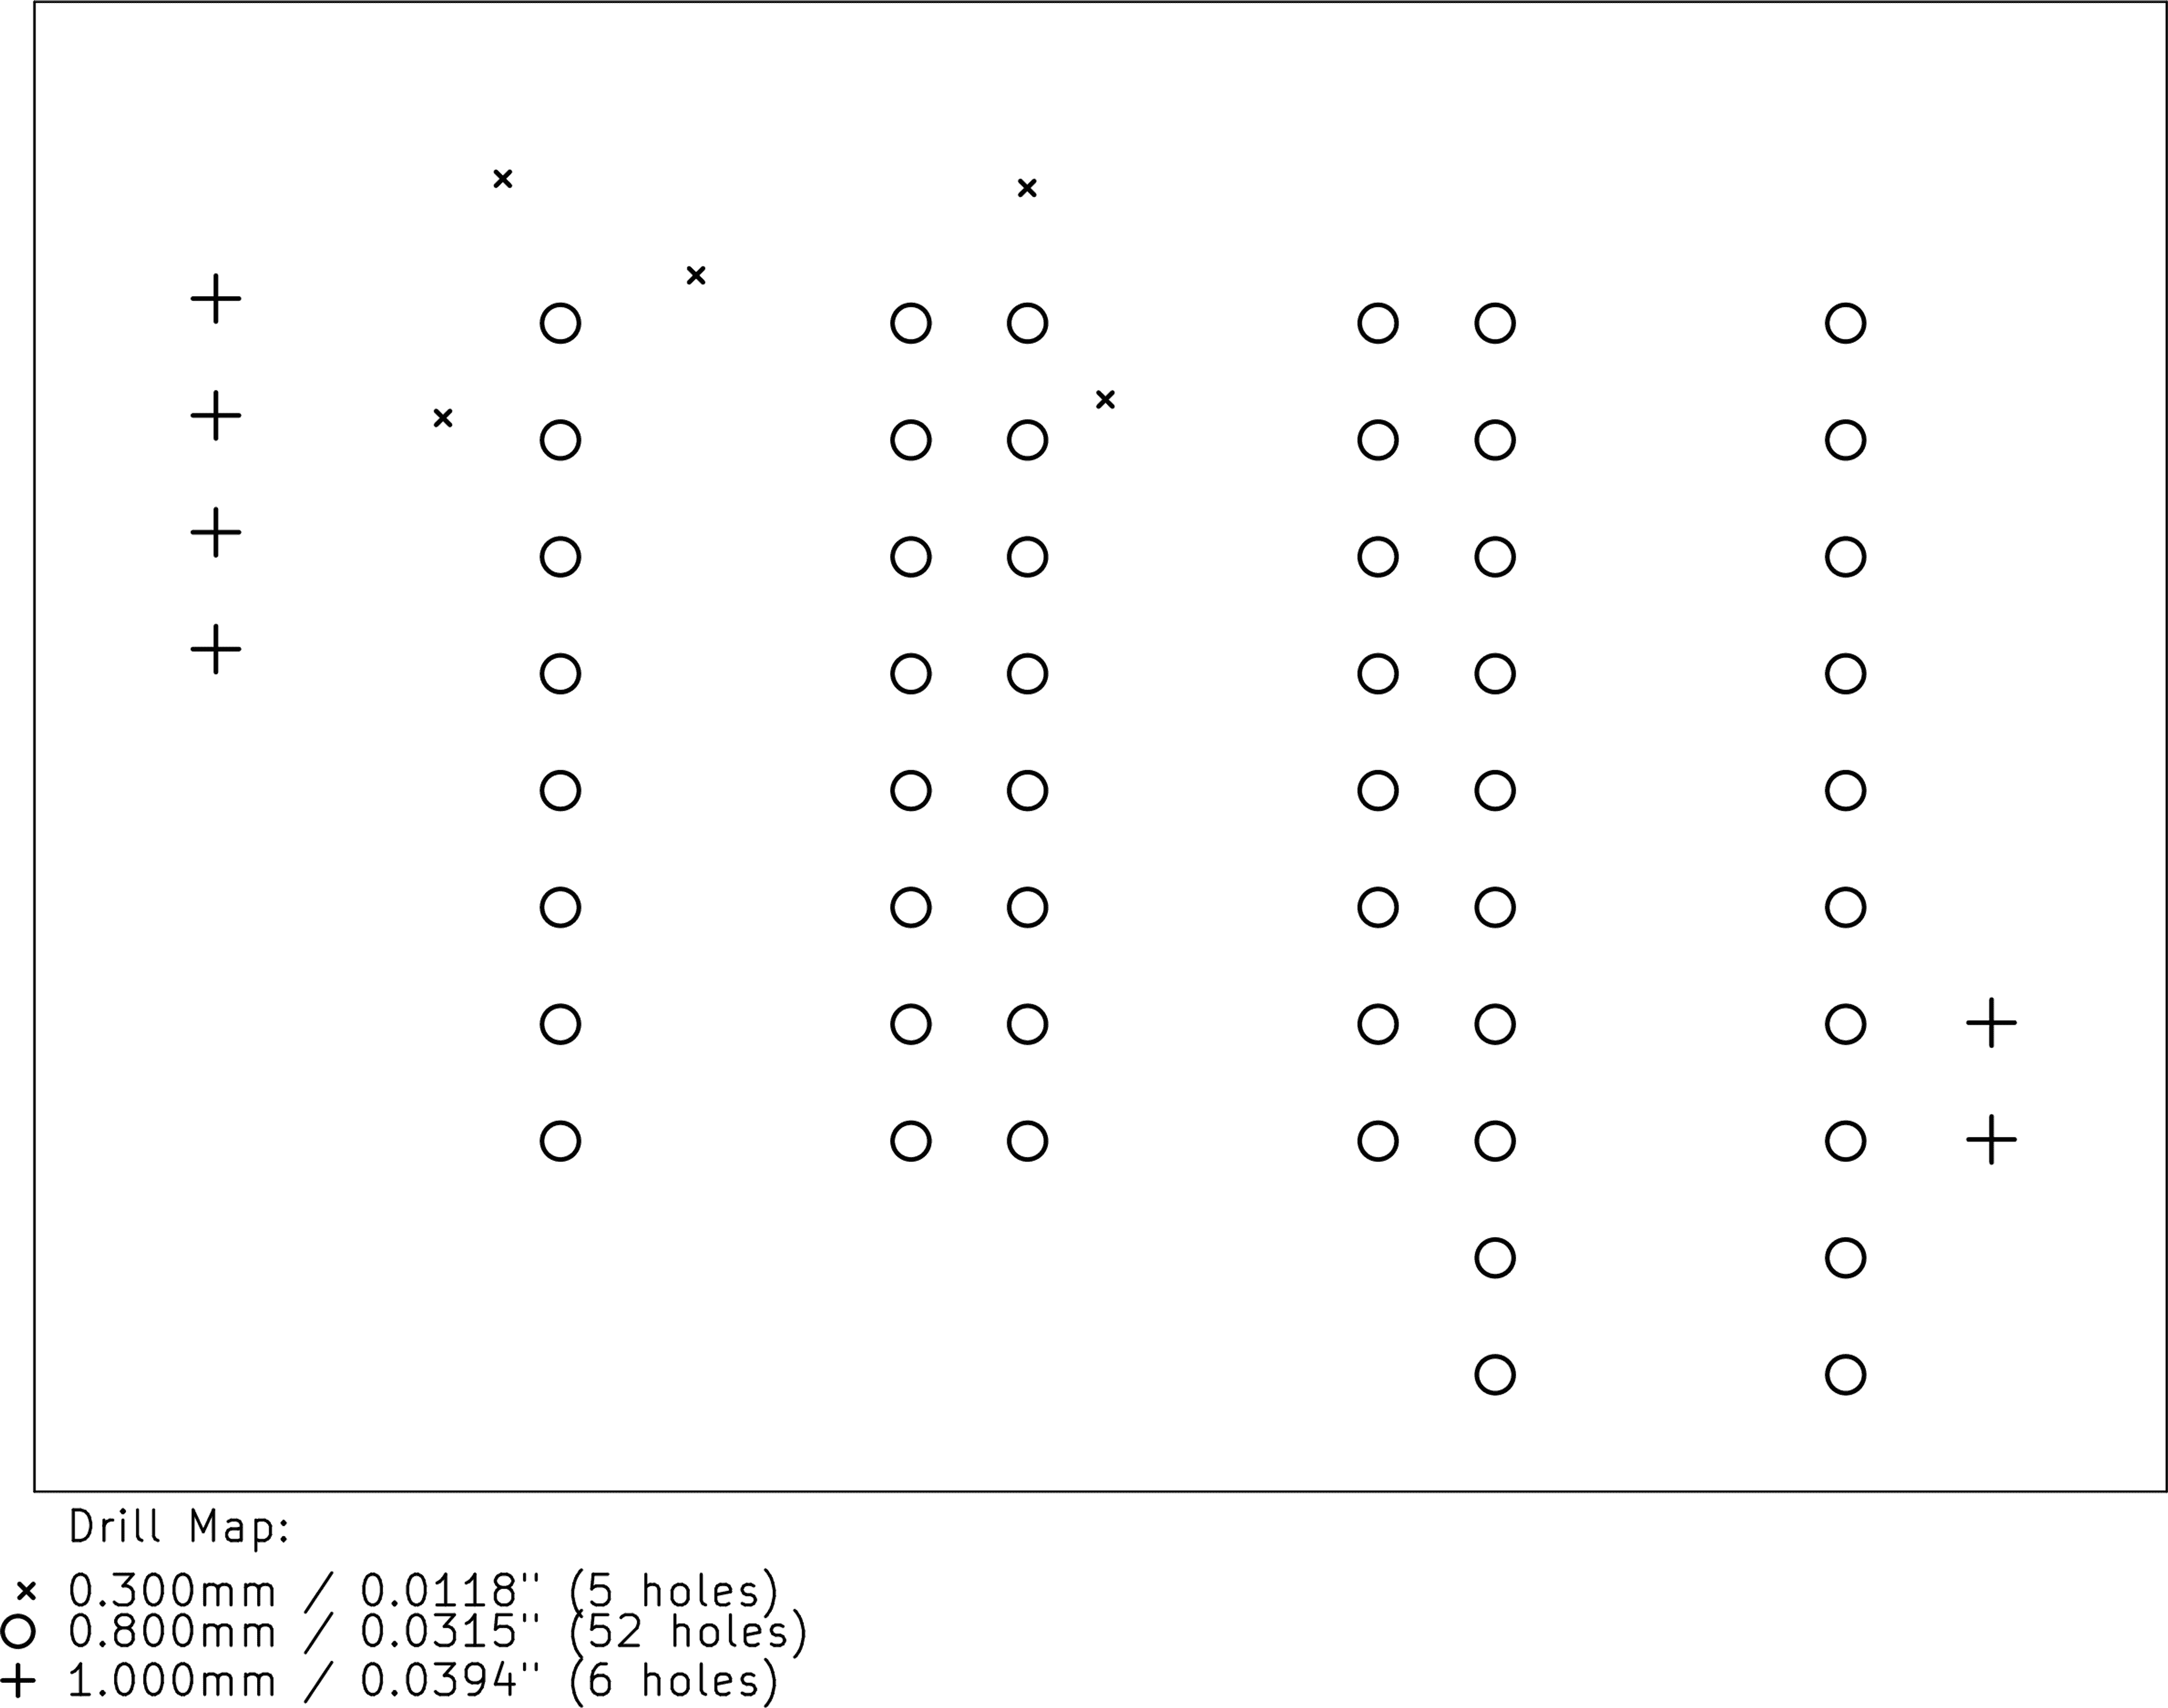 Drill Map:
0.300mm / 0.0118" (5 holes)
0.800mm / 0.0315" (52 holes)
1.000mm / 0.0394" (6 holes)